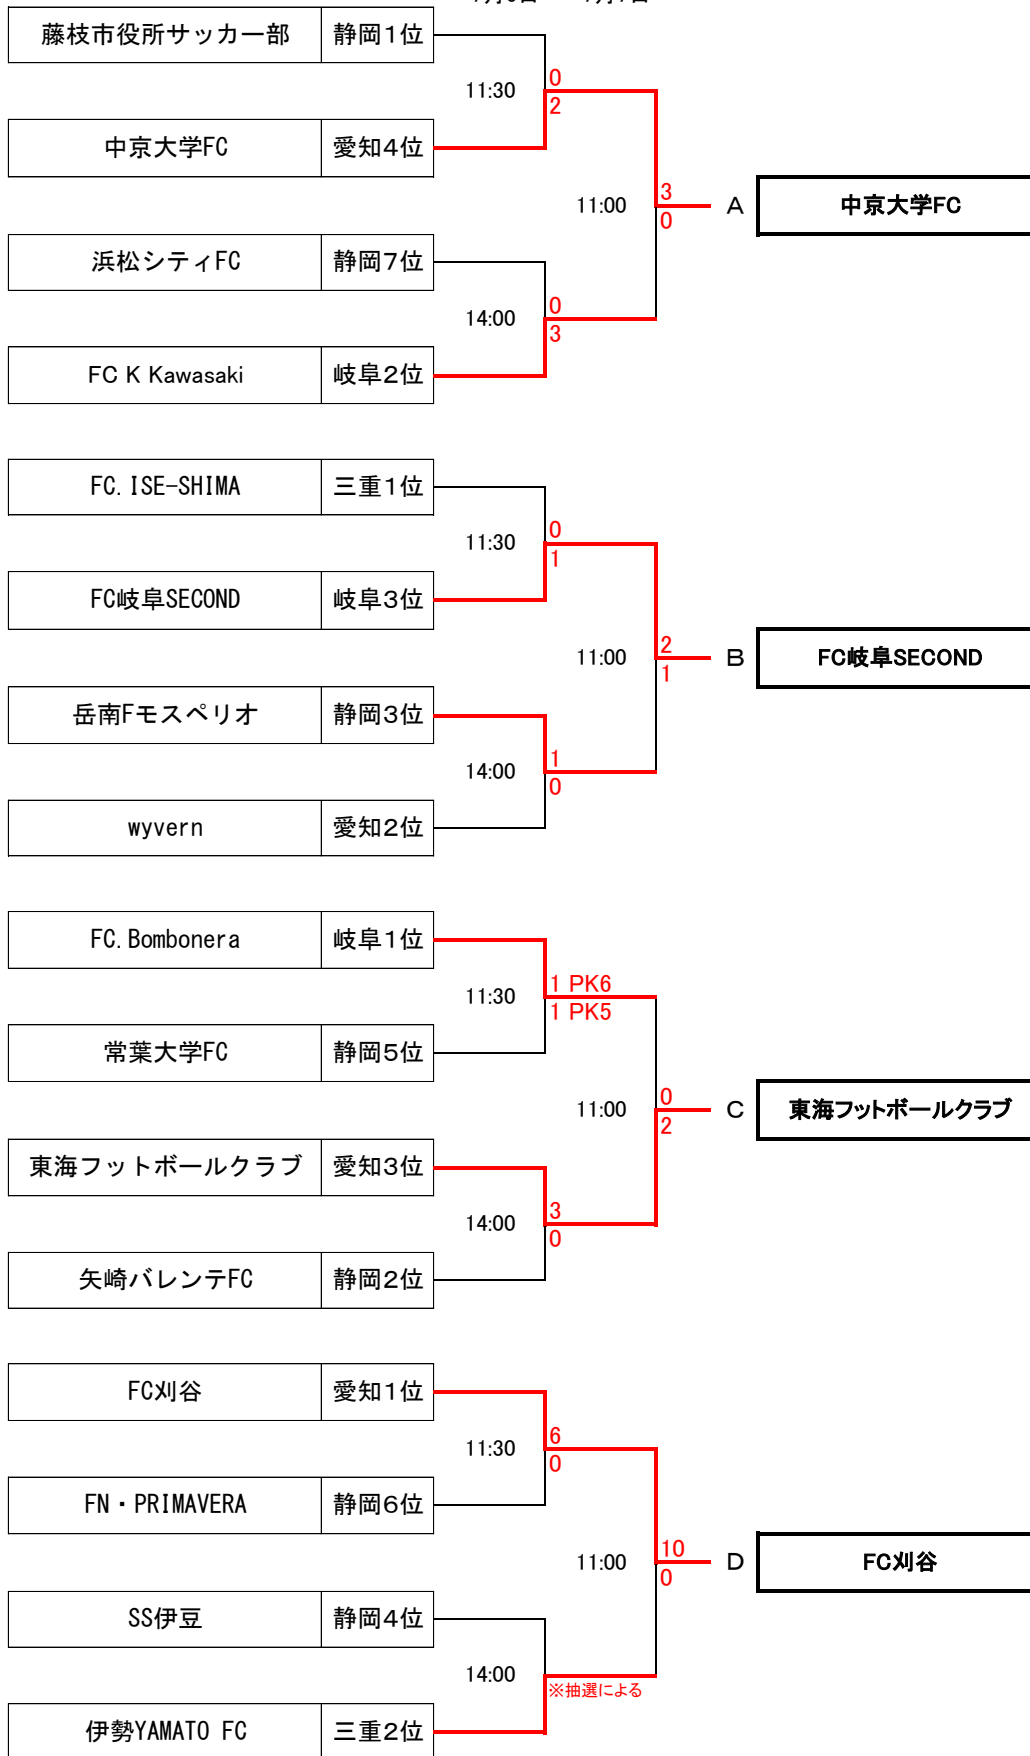 藤枝市役所サッカー部 静岡1位
11:30 0
2
中京大学FC 愛知4位
11:00 3 A 中京大学FC
0
浜松シティFC 静岡7位
14:00 0
3
FC K Kawasaki 岐阜2位
FC.ISE-SHIMA 三重1位
11:30 0
1
FC岐阜SECOND 岐阜3位
11:00 2 B FC岐阜SECOND
1
岳南Fモスペリオ 静岡3位
14:00 1
0
wyvern 愛知2位
FC.Bombonera 岐阜1位
11:30 1 PK6
1 PK5
常葉大学FC 静岡5位
11:00 0 C 東海フットボールクラブ
2
東海フットボールクラブ 愛知3位
14:00 3
0
矢崎バレンテFC 静岡2位
FC刈谷 愛知1位
11:30 6
0
FN・PRIMAVERA 静岡6位
11:00 10 D FC刈谷
0
SS伊豆 静岡4位
14:00
※抽選による
伊勢YAMATO FC 三重2位